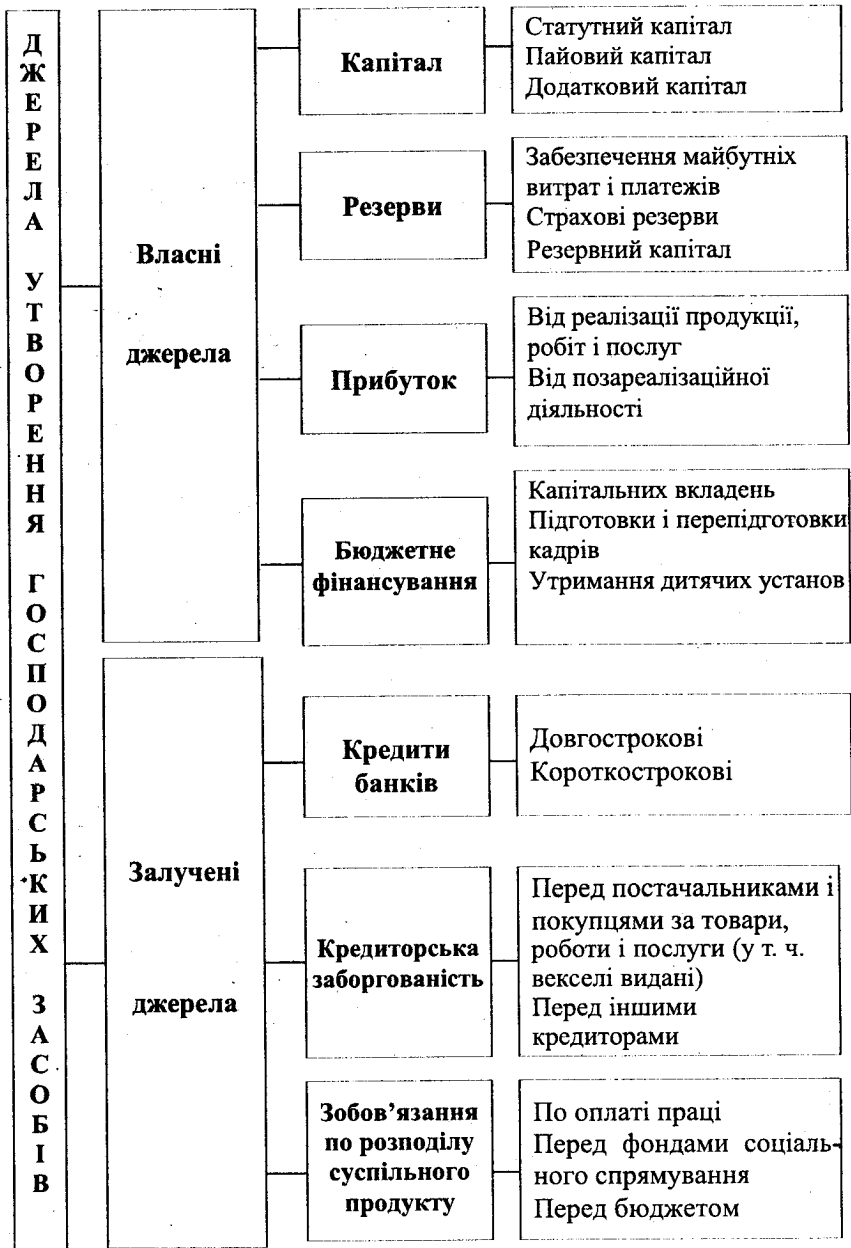 ДЖЕРЕЛА УТВОРЕННЯ ГОСПОДАРСЬКИХ ЗАСОБІВ
Власні
джерела
Капітал
Статутний капітал
Пайовий капітал
Додатковий капітал
Резерви
Забезпечення майбутніх
витрат і платежів
Страхові резерви
Резервний капітал
Прибуток
Від реалізації продукції,
робіт і послуг
Від позареалізаційної
діяльності
Бюджетне
фінансування
Капітальних вкладень
Підготовки і перепідготовки
кадрів
Утримання дитячих установ
Залучені
джерела
Кредити
банків
Довгострокові
Короткострокові
Кредиторська
заборгованість
Перед постачальниками і
покупцями за товари,
роботи і послуги (у т. ч.
векселі видані)
Перед іншими
кредиторами
Зобов’язання
по розподілу
суспільного
продукту
По оплаті праці
Перед фондами соціаль-
ного спрямування
Перед бюджетом